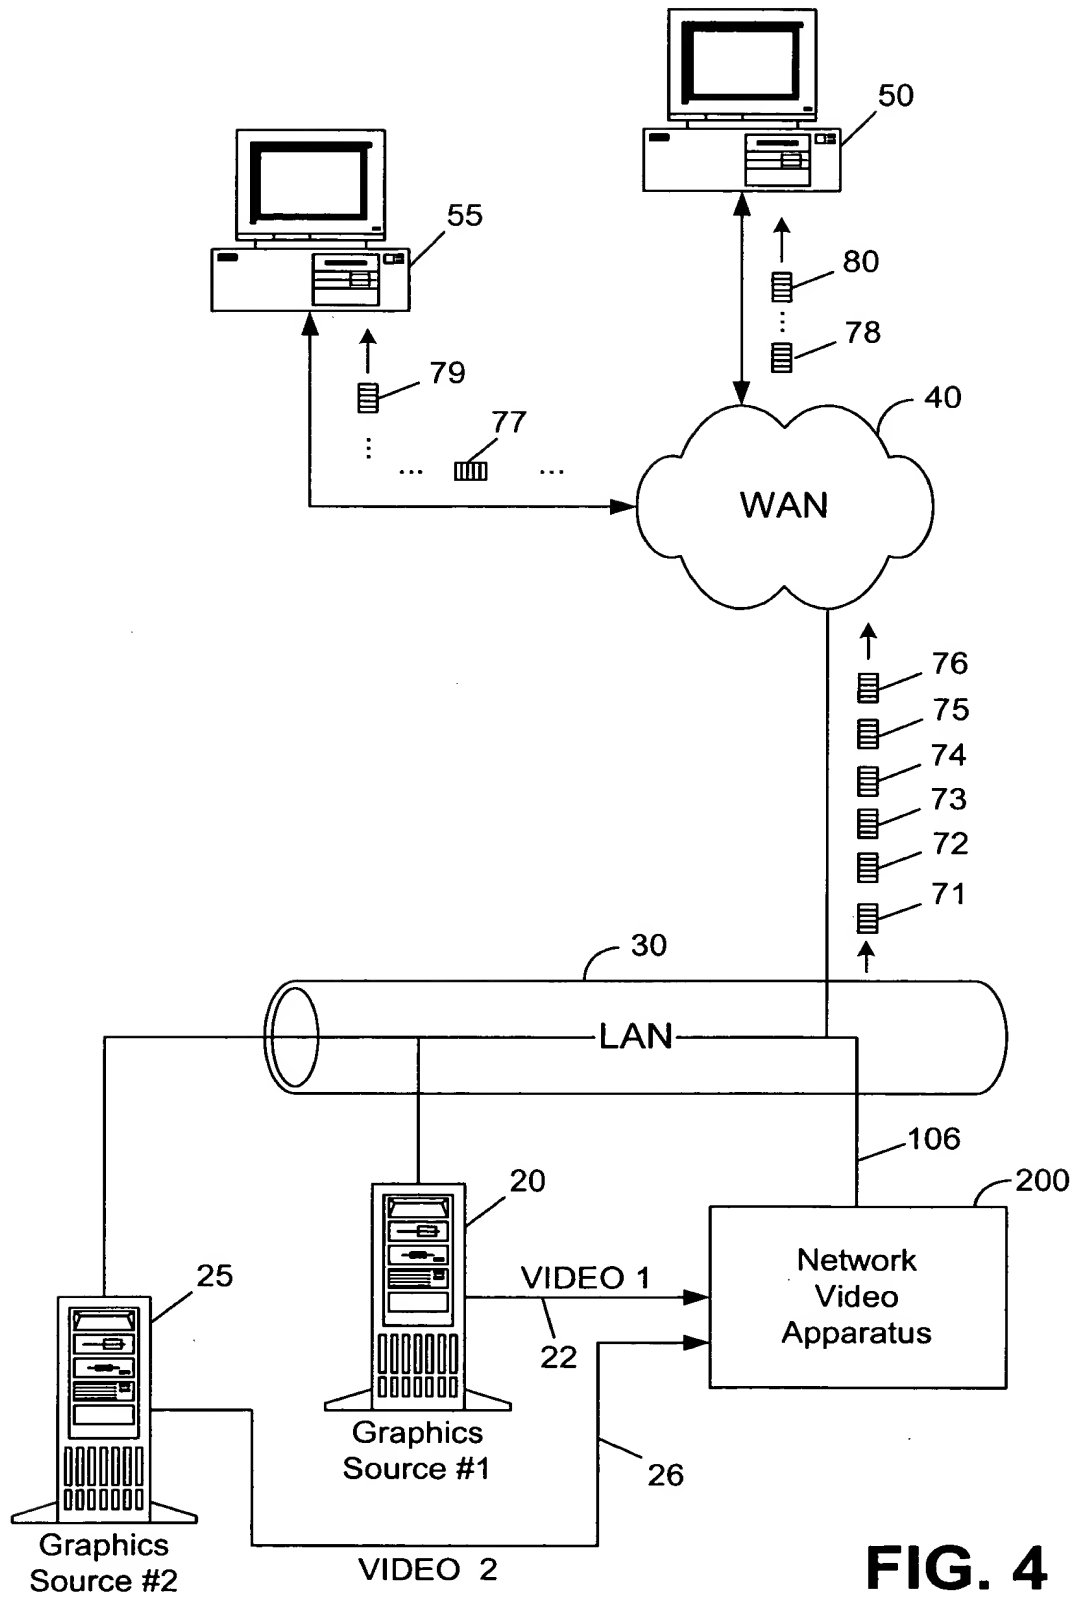 50
55
80
78
79
40
77
WAN
76
75
74
73
72
71
30
LAN
106
20
200
Network
Video
Apparatus
25
VIDEO 1
22
Graphics
Source #1
26
Graphics
Source #2
VIDEO 2
FIG. 4